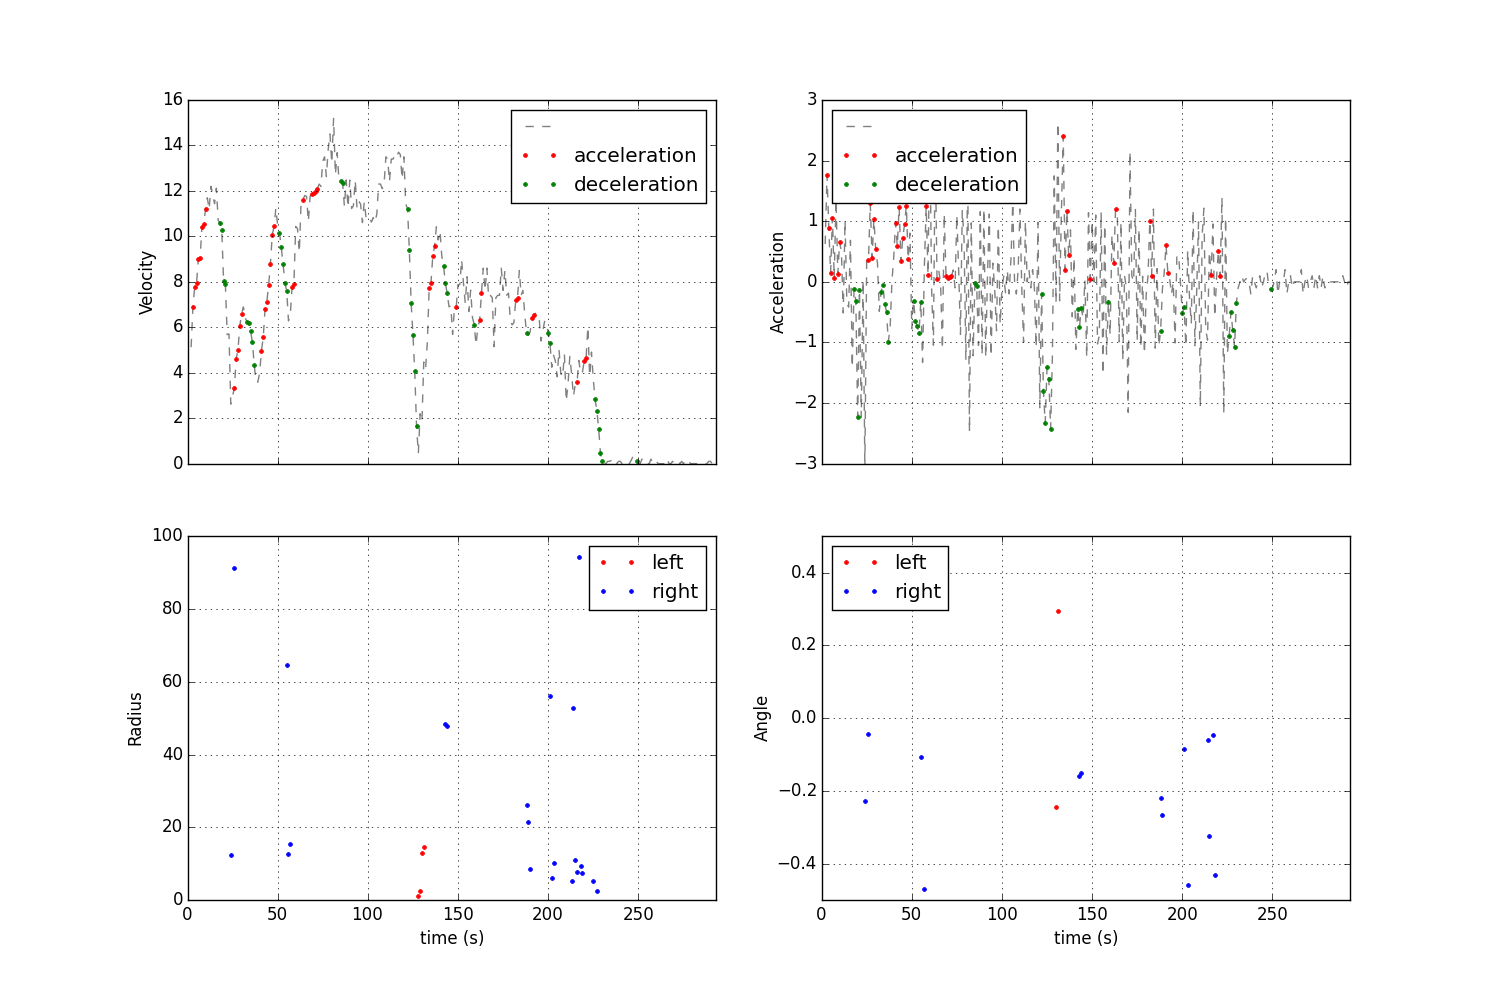 16
14
12
10
8
6
4
2
0
Velocity
acceleration
deceleration
3
2
1
0
−1
−2
−3
Acceleration
acceleration
deceleration
100
80
60
40
20
0
Radius
left
right
0 50 100 150 200 250
time (s)
0.4
0.2
0.0
−0.2
−0.4
Angle
left
right
0 50 100 150 200 250
time (s)